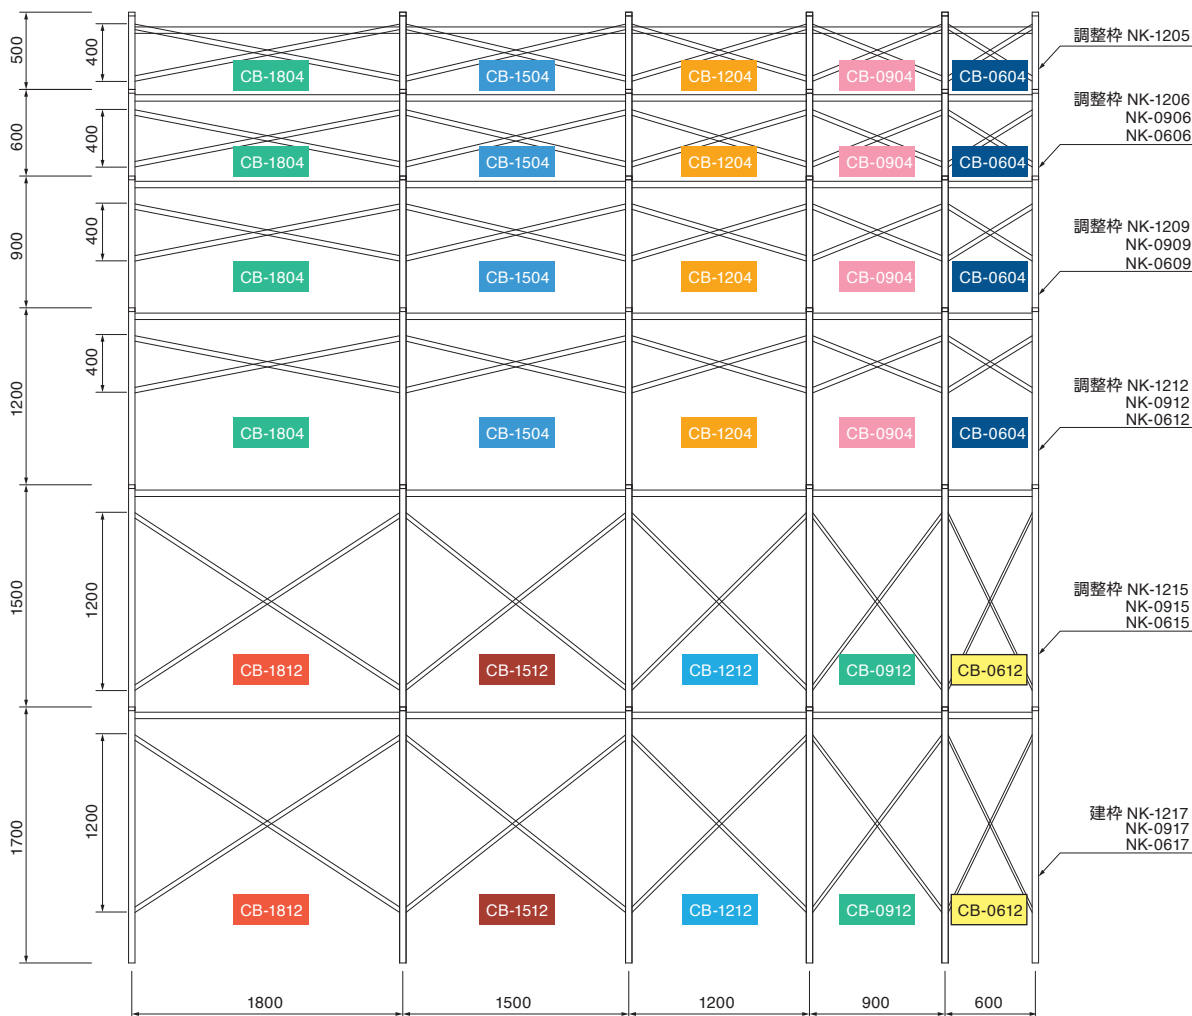 500
400
CB-1804
CB-1504
CB-1204
CB-0904
CB-0604
調整枠 NK-1205
600
400
CB-1804
CB-1504
CB-1204
CB-0904
CB-0604
調整枠 NK-1206
NK-0906
NK-0606
900
400
CB-1804
CB-1504
CB-1204
CB-0904
CB-0604
調整枠 NK-1209
NK-0909
NK-0609
1200
400
CB-1804
CB-1504
CB-1204
CB-0904
CB-0604
調整枠 NK-1212
NK-0912
NK-0612
1500
1200
CB-1812
CB-1512
CB-1212
CB-0912
CB-0612
調整枠 NK-1215
NK-0915
NK-0615
1700
1200
CB-1812
CB-1512
CB-1212
CB-0912
CB-0612
建枠 NK-1217
NK-0917
NK-0617
1800
1500
1200
900
600